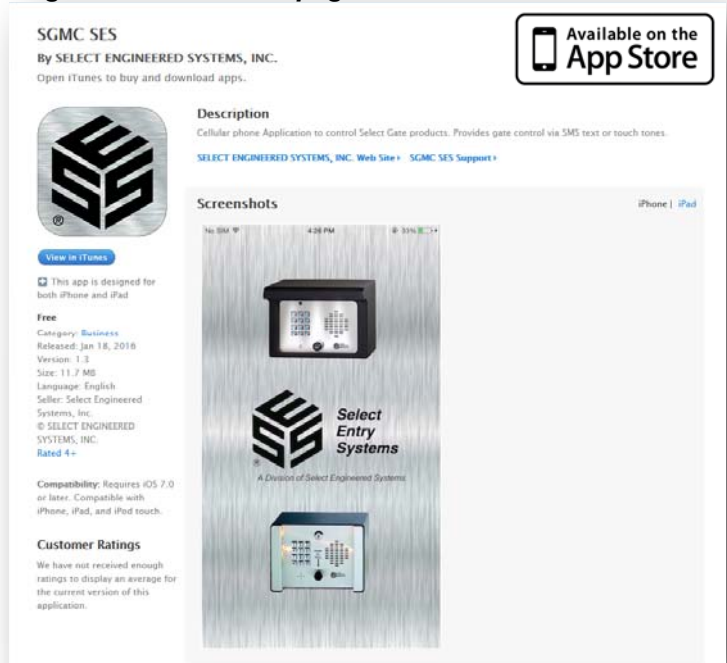 SGMC SES
By SELECT ENGINEERED SYSTEMS, INC.
Open iTunes to buy and download apps.
Available on the
App Store
Description
Cellular phone Application to control Select Gate products. Provides gate control via SMS text or touch tones.
SELECT ENGINEERED SYSTEMS, INC. Web Site SGMC SES Support
SES
®
View in iTunes
This app is designed for
both iPhone and iPad
Free
Category: Business
Released: Jan 18, 2016
Version: 1.3
Size: 11.7 MB
Language: English
Seller: Select Engineered
Systems, Inc.
© SELECT ENGINEERED
SYSTEMS, INC.
Rated 4+
Compatibility: Requires iOS 7.0
or later. Compatible with
iPhone, iPad, and iPod touch.
Customer Ratings
We have not received enough
ratings to display an average for
the current version of this
application.
Screenshots
iPhone | iPad
No SIM 4:26 PM 33%
SES
®
Select
Entry
Systems
A Division of Select Engineered Systems